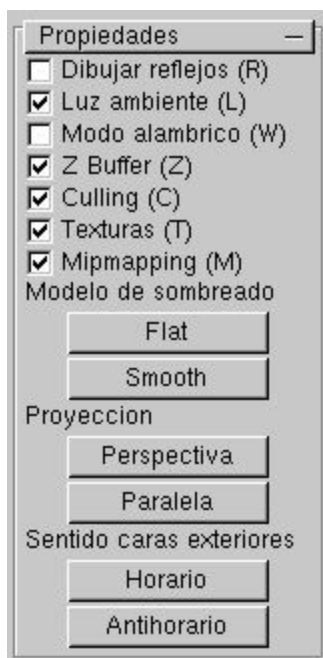 Propiedades
Dibujar reflejos (R)
Luz ambiente (L)
Modo alambrico (W)
Z Buffer (Z)
Culling (C)
Texturas (T)
Mipmapping (M)
Modelo de sombreado
Flat
Smooth
Proyeccion
Perspectiva
Paralela
Sentido caras exteriores
Horario
Antihorario